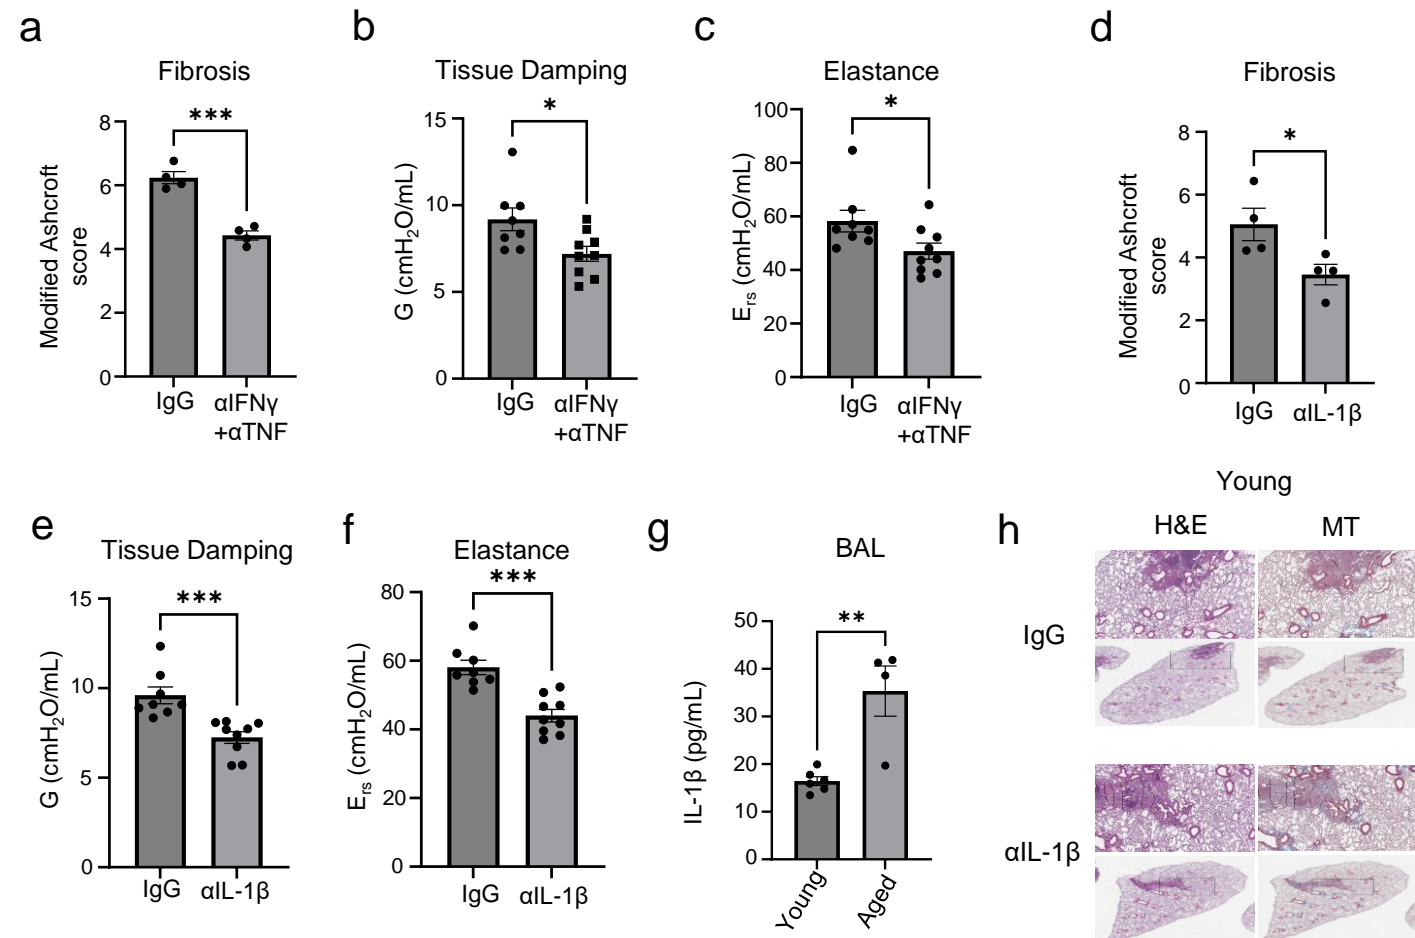 a
Fibrosis
***
Modified Ashcroft
score
8
6
4
2
0
IgG
αIFNγ
+αTNF
b
Tissue Damping
*
G (cmH₂O/mL)
15
10
5
0
IgG
αIFNγ
+αTNF
c
Elastance
*
Eᵣₛ (cmH₂O/mL)
100
80
60
40
20
0
IgG
αIFNγ
+αTNF
d
Fibrosis
*
Modified Ashcroft
score
8
6
4
2
0
IgG
αIL-1β
e
Tissue Damping
***
G (cmH₂O/mL)
15
10
5
0
IgG
αIL-1β
f
Elastance
***
Eᵣₛ (cmH₂O/mL)
80
60
40
20
0
IgG
αIL-1β
g
BAL
**
IL-1β (pg/mL)
50
40
30
20
10
0
Young
Aged
h
Young
H&E
MT
IgG
αIL-1β